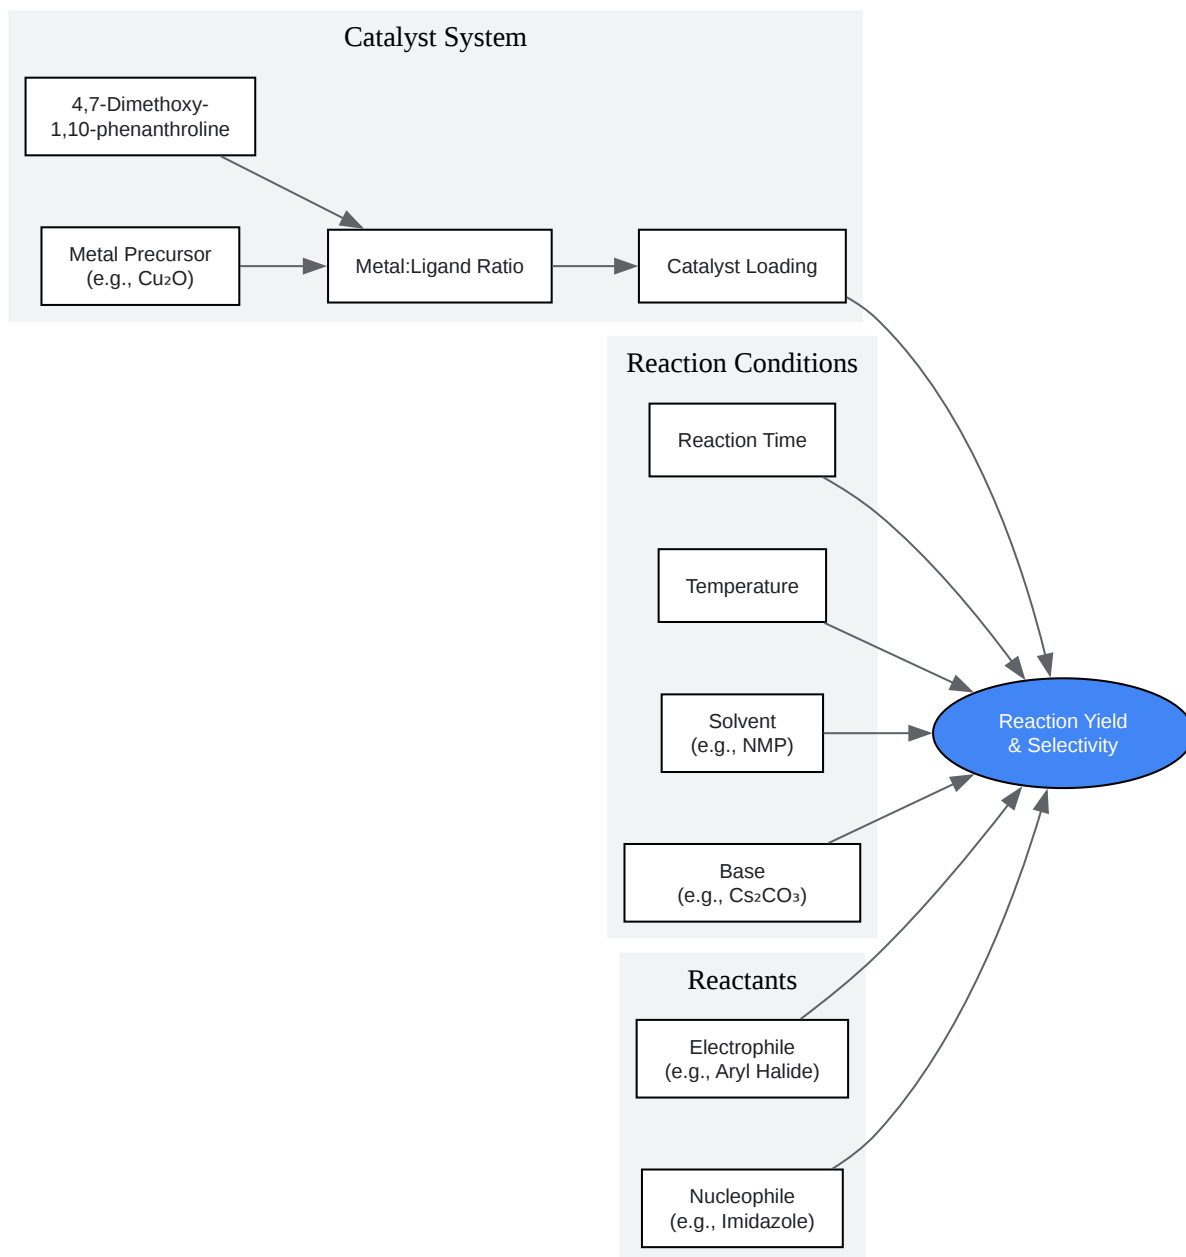 Catalyst System
4,7-Dimethoxy-
1,10-phenanthroline
Metal Precursor
(e.g., Cu₂O)
Metal:Ligand Ratio
Catalyst Loading
Reaction Conditions
Reaction Time
Temperature
Solvent
(e.g., NMP)
Base
(e.g., Cs₂CO₃)
Reaction Yield
& Selectivity
Reactants
Electrophile
(e.g., Aryl Halide)
Nucleophile
(e.g., Imidazole)